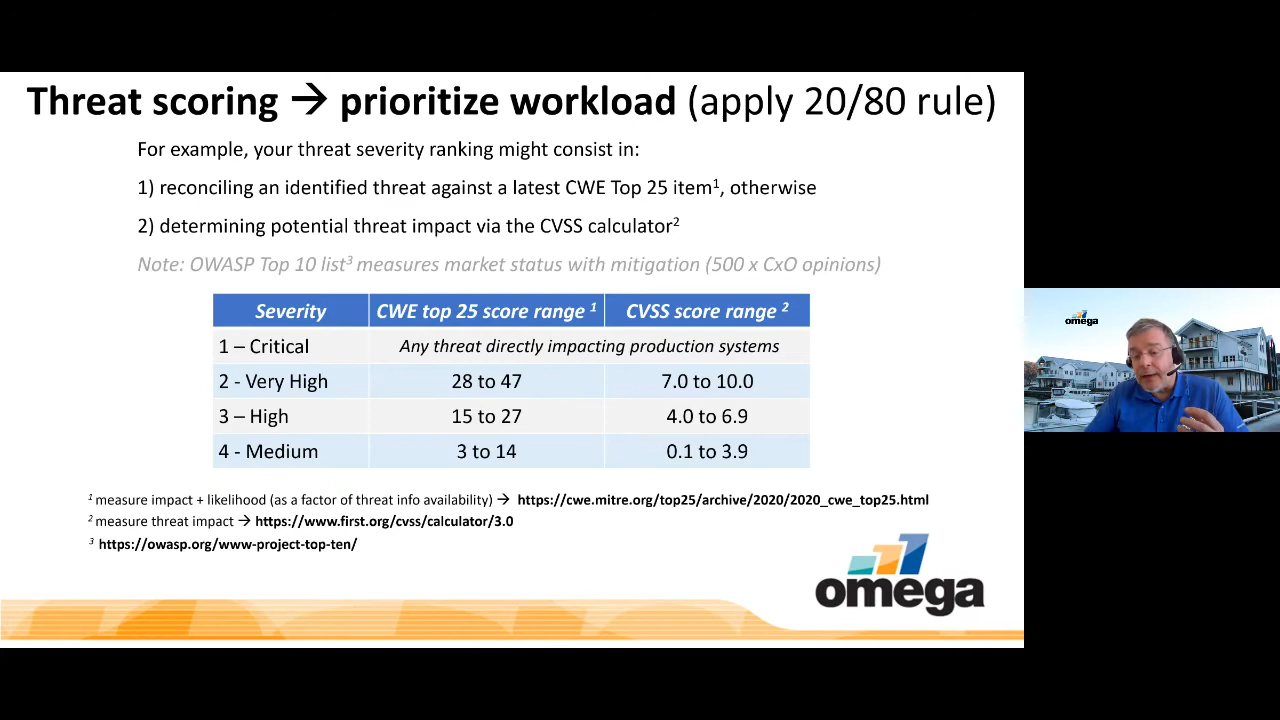 Threat scoring → prioritize workload (apply 20/80 rule)
For example, your threat severity ranking might consist in:
1) reconciling an identified threat against a latest CWE Top 25 item¹, otherwise
2) determining potential threat impact via the CVSS calculator²
Note: OWASP Top 10 list³ measures market status with mitigation (500 x CxO opinions)
Severity CWE top 25 score range ¹ CVSS score range ²
1 – Critical Any threat directly impacting production systems
2 - Very High 28 to 47 7.0 to 10.0
3 – High 15 to 27 4.0 to 6.9
4 - Medium 3 to 14 0.1 to 3.9
¹ measure impact + likelihood (as a factor of threat info availability) → https://cwe.mitre.org/top25/archive/2020/2020_cwe_top25.html
² measure threat impact → https://www.first.org/cvss/calculator/3.0
³ https://owasp.org/www-project-top-ten/
omega
omega